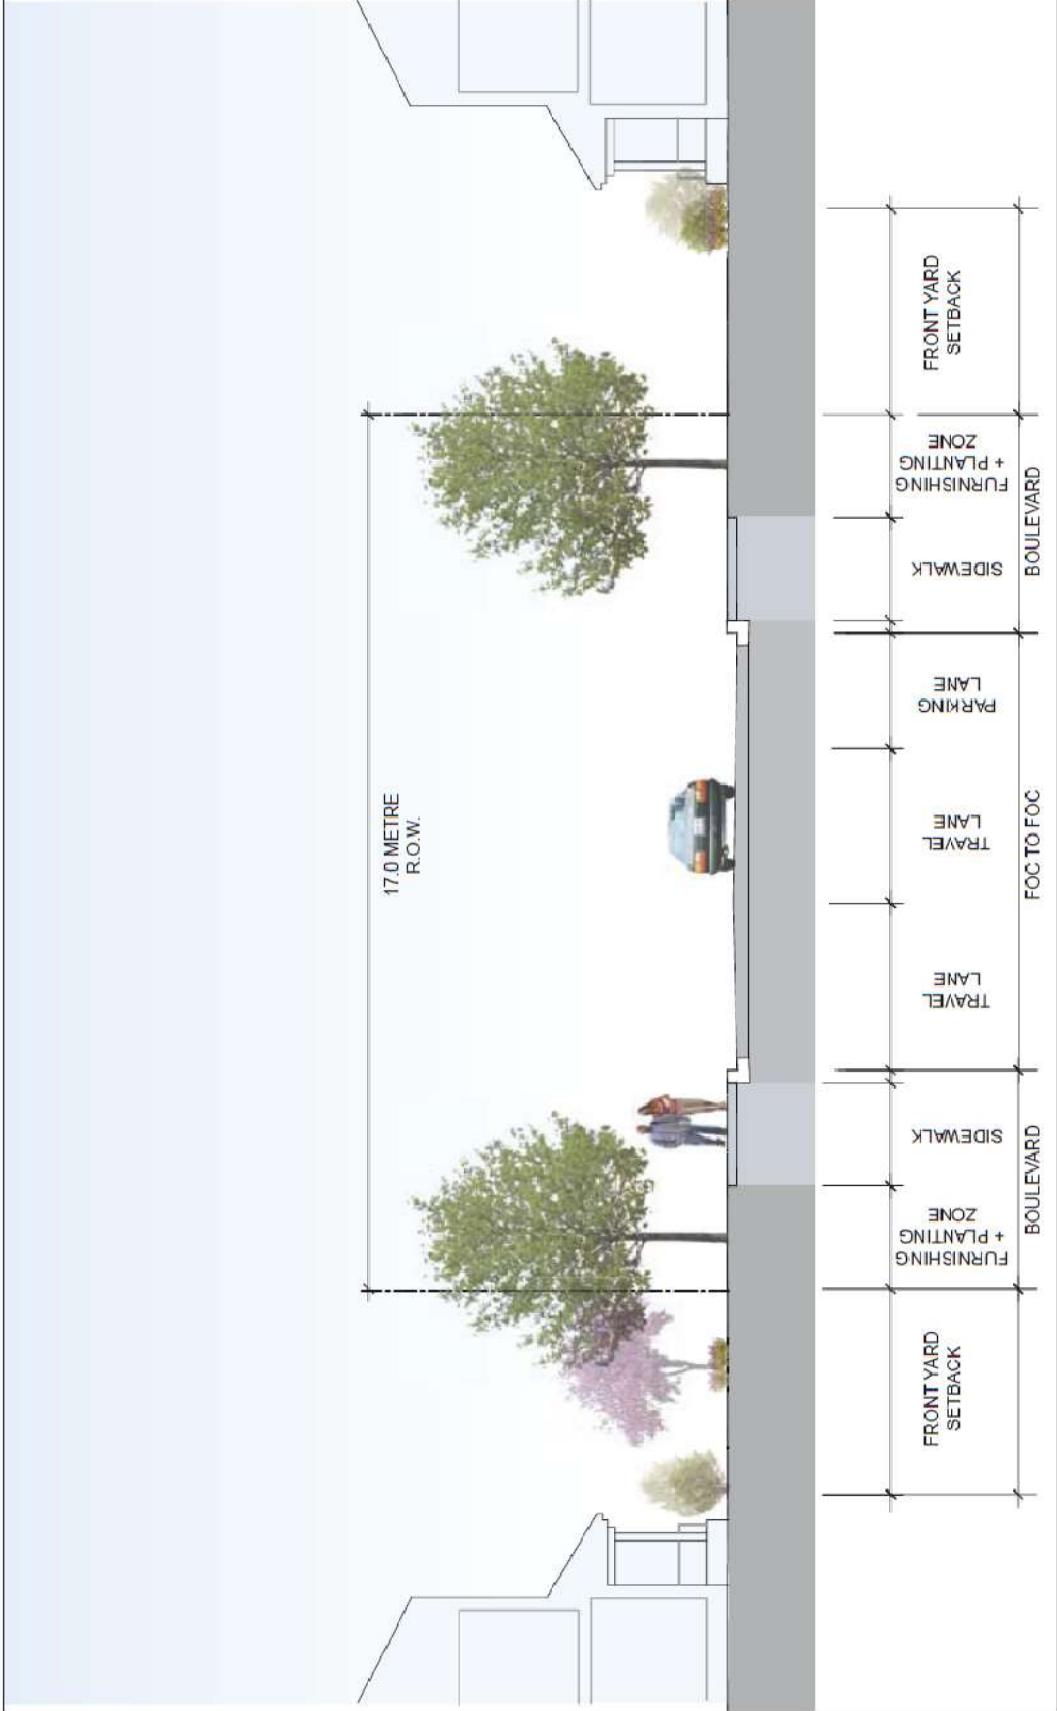 17.0 METRE
R.O.W.
FRONT YARD
SETBACK
FURNISHING
+ PLANTING
ZONE
SIDEWALK
TRAVEL
LANE
TRAVEL
LANE
PARKING
LANE
SIDEWALK
FURNISHING
+ PLANTING
ZONE
FRONT YARD
SETBACK
BOULEVARD
FOC TO FOC
BOULEVARD